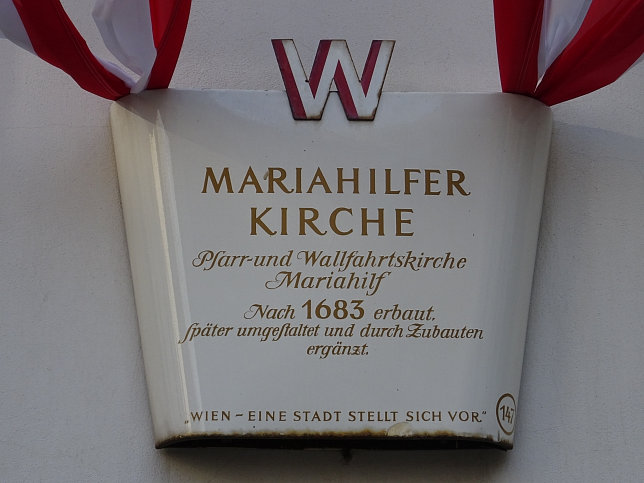 W
MARIAHILFER
KIRCHE
Pfarr-und Wallfahrtskirche
Mariahilf
Nach 1683 erbaut.
später umgestaltet und durch Zubauten
ergänzt.
„WIEN – EINE STADT STELLT SICH VOR“ 147